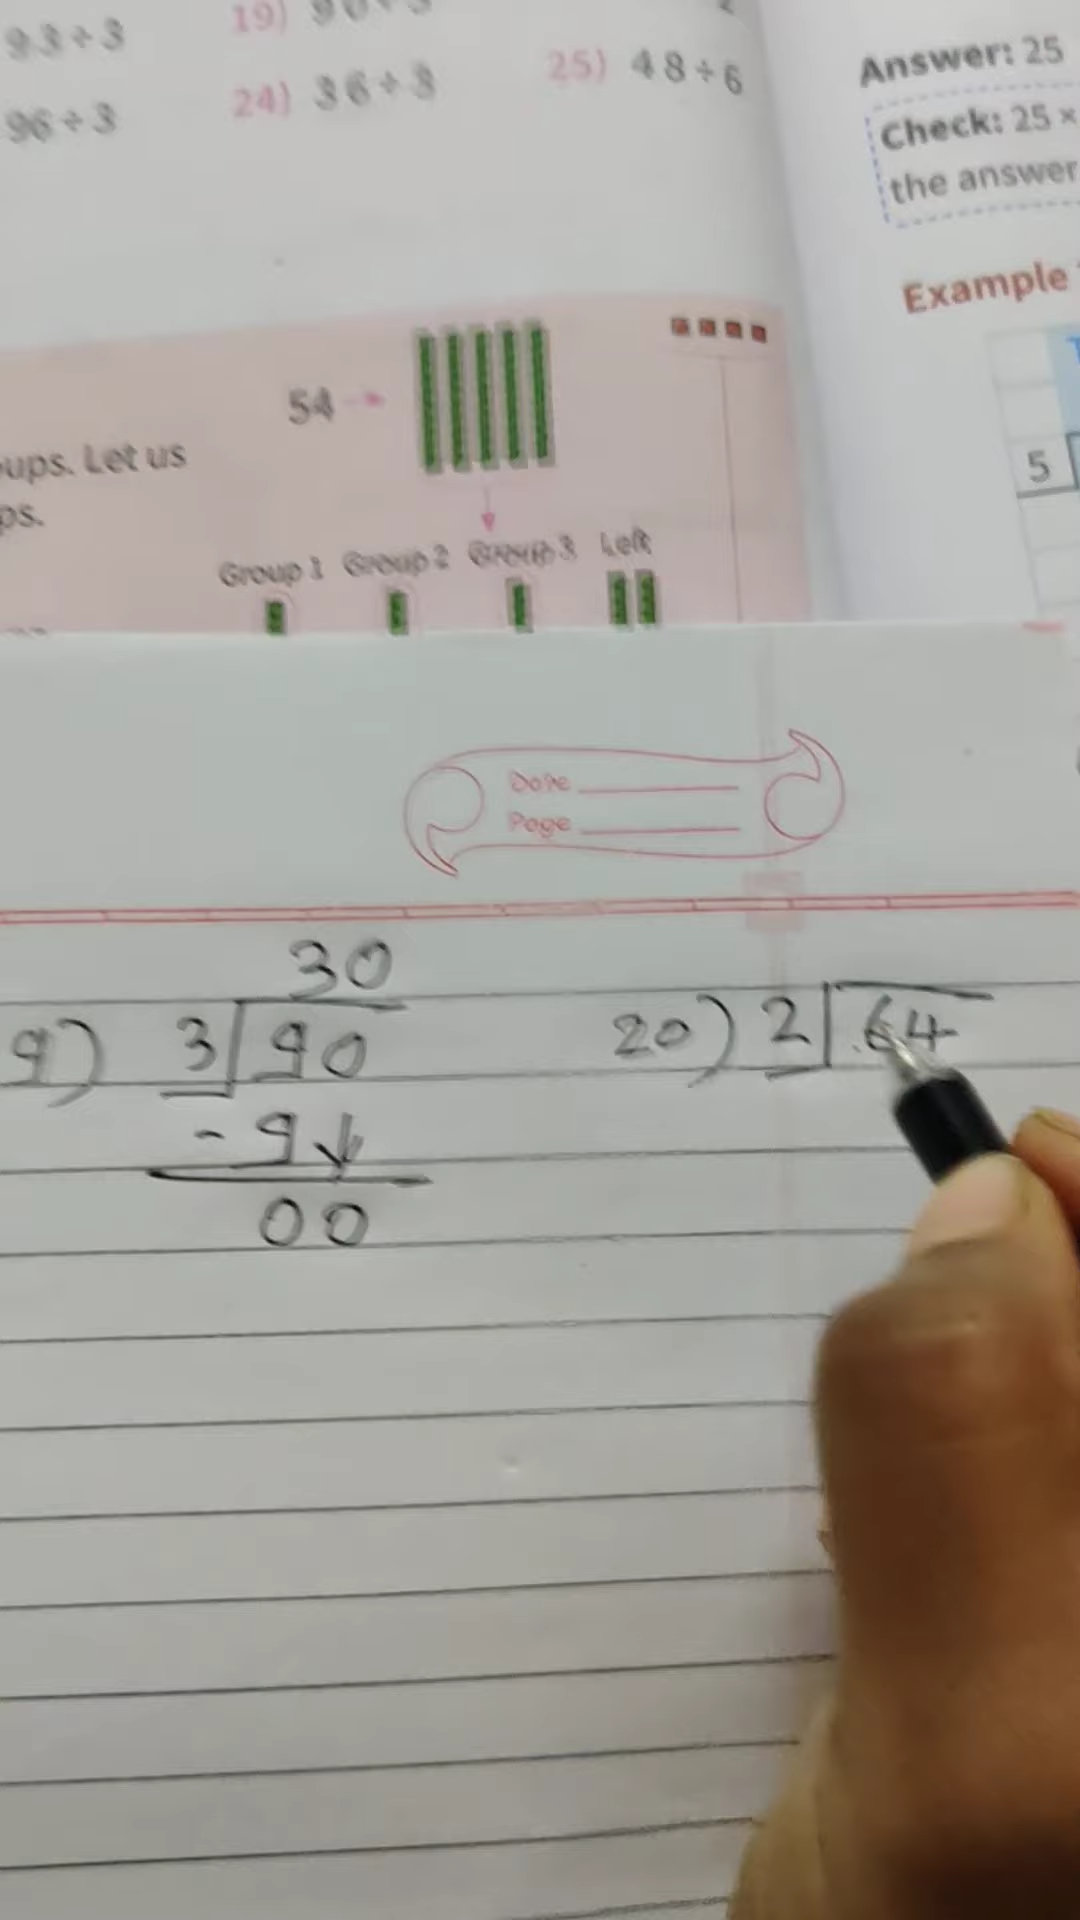 93÷3
19) 90÷3
96÷3
24) 36÷3
25) 48÷6
Answer: 25
Check: 25 ×
the answer
Example
54
ups. Let us
ps.
Group 1 Group 2 Group 3 Left
5
Date
Page
30
9) 3 90
- 9
00
20) 2 64